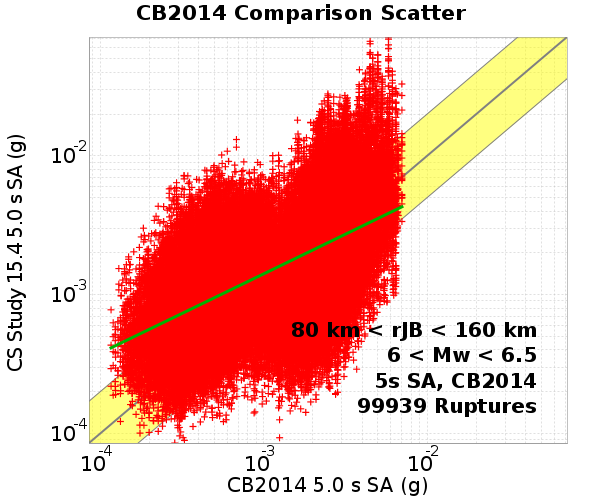 CB2014 Comparison Scatter
CS Study 15.4 5.0 s SA (g)
10-2
10-3
10-4
80 km < rJB < 160 km
6 < Mw < 6.5
5s SA, CB2014
99939 Ruptures
10-4 10-3 10-2
CB2014 5.0 s SA (g)